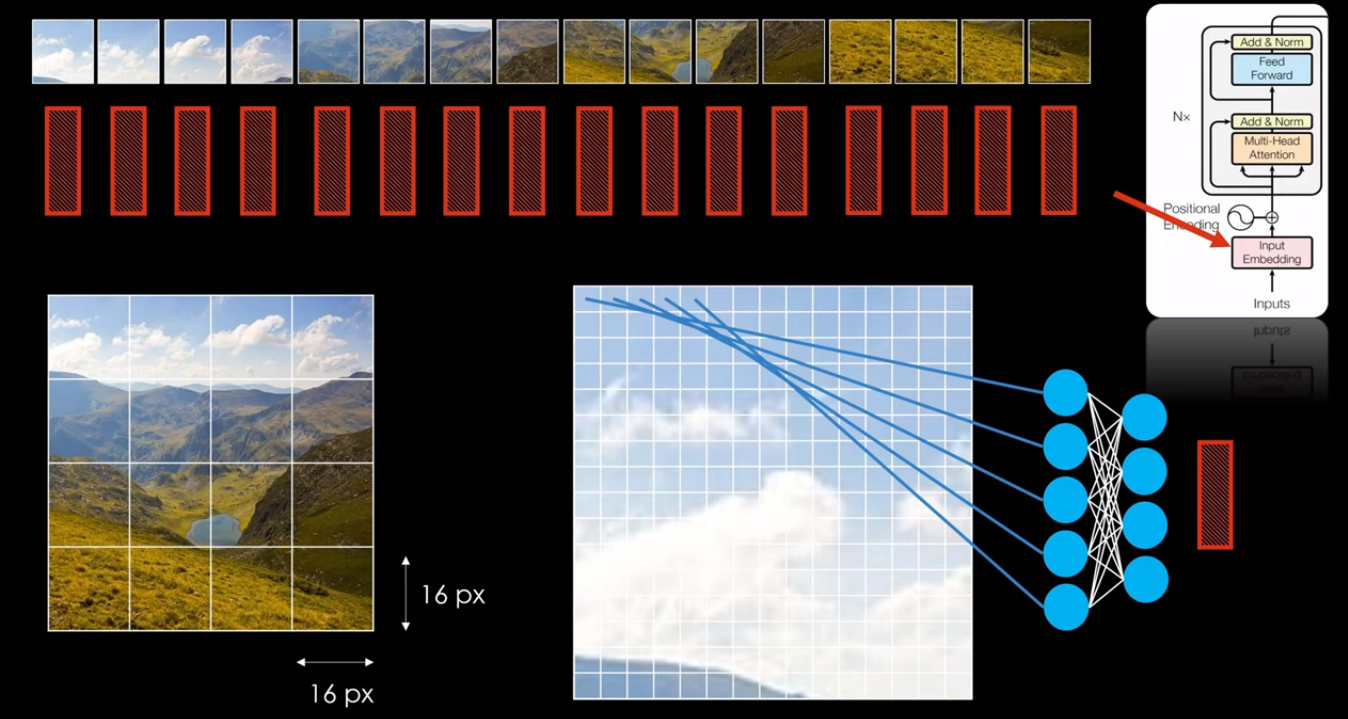 Add & Norm
Feed
Forward
Nx
Add & Norm
Multi-Head
Attention
Positional
Encoding
Input
Embedding
Inputs
Inputs
16 px
16 px